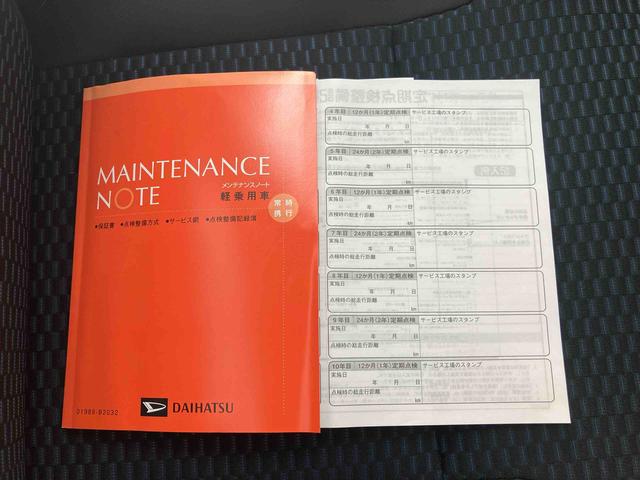 MAINTENANCE
NOTE
メンテナンスノート
軽乗用車
常時
携行
●保証書 ●点検整備方式 ●サービス網 ●点検整備記録簿
DAIHATSU
01989-B2032
定期点検整備記
4年目 12か月(1年)定期点検 サービス工場のスタンプ
実施日
年 月 日
点検時の総走行距離
km
5年目 24か月(2年)定期点検 サービス工場のスタンプ
実施日
年 月 日
点検時の総走行距離
km
6年目 12か月(1年)定期点検 サービス工場のスタンプ
実施日
年 月 日
点検時の総走行距離
km
7年目 24か月(2年)定期点検 サービス工場のスタンプ
実施日
年 月 日
点検時の総走行距離
km
8年目 12か月(1年)定期点検 サービス工場のスタンプ
実施日
年 月 日
点検時の総走行距離
km
9年目 24か月(2年)定期点検 サービス工場のスタンプ
実施日
年 月 日
点検時の総走行距離
km
10年目 12か月(1年)定期点検 サービス工場のスタンプ
実施日
年 月 日
点検時の総走行距離
km